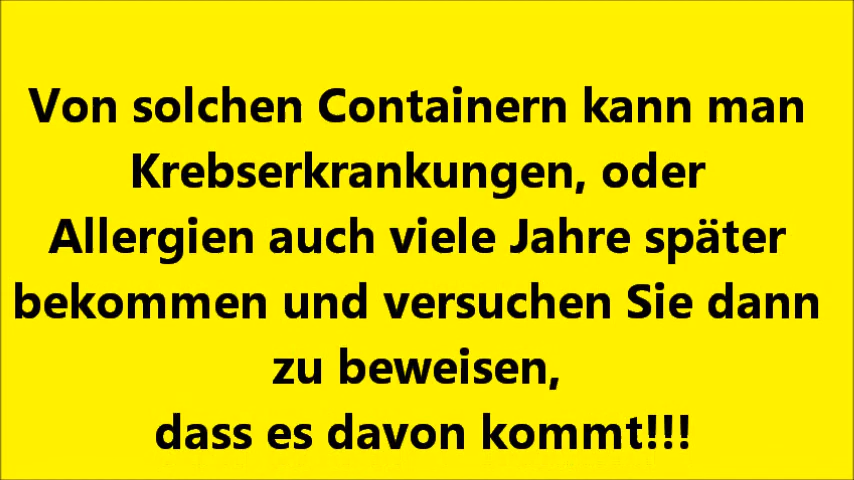 Von solchen Containern kann man
Krebserkrankungen, oder
Allergien auch viele Jahre später
bekommen und versuchen Sie dann
zu beweisen,
dass es davon kommt!!!